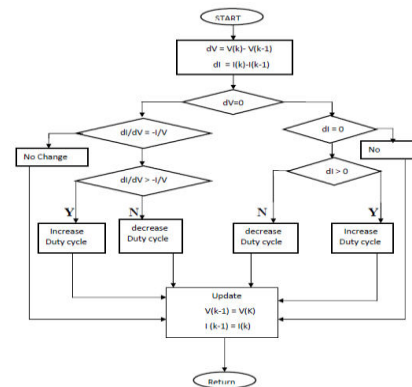 START
dV = V(k)- V(k-1)
dI = I(k)-I(k-1)
dV=0
dI/dV = -I/V
dI = 0
No Change
No
dI/dV > -I/V
dI > 0
Y
N
N
Y
Increase
Duty cycle
decrease
Duty cycle
decrease
Duty cycle
Increase
Duty cycle
Update
V(k-1) = V(K)
I (k-1) = I(k)
Return